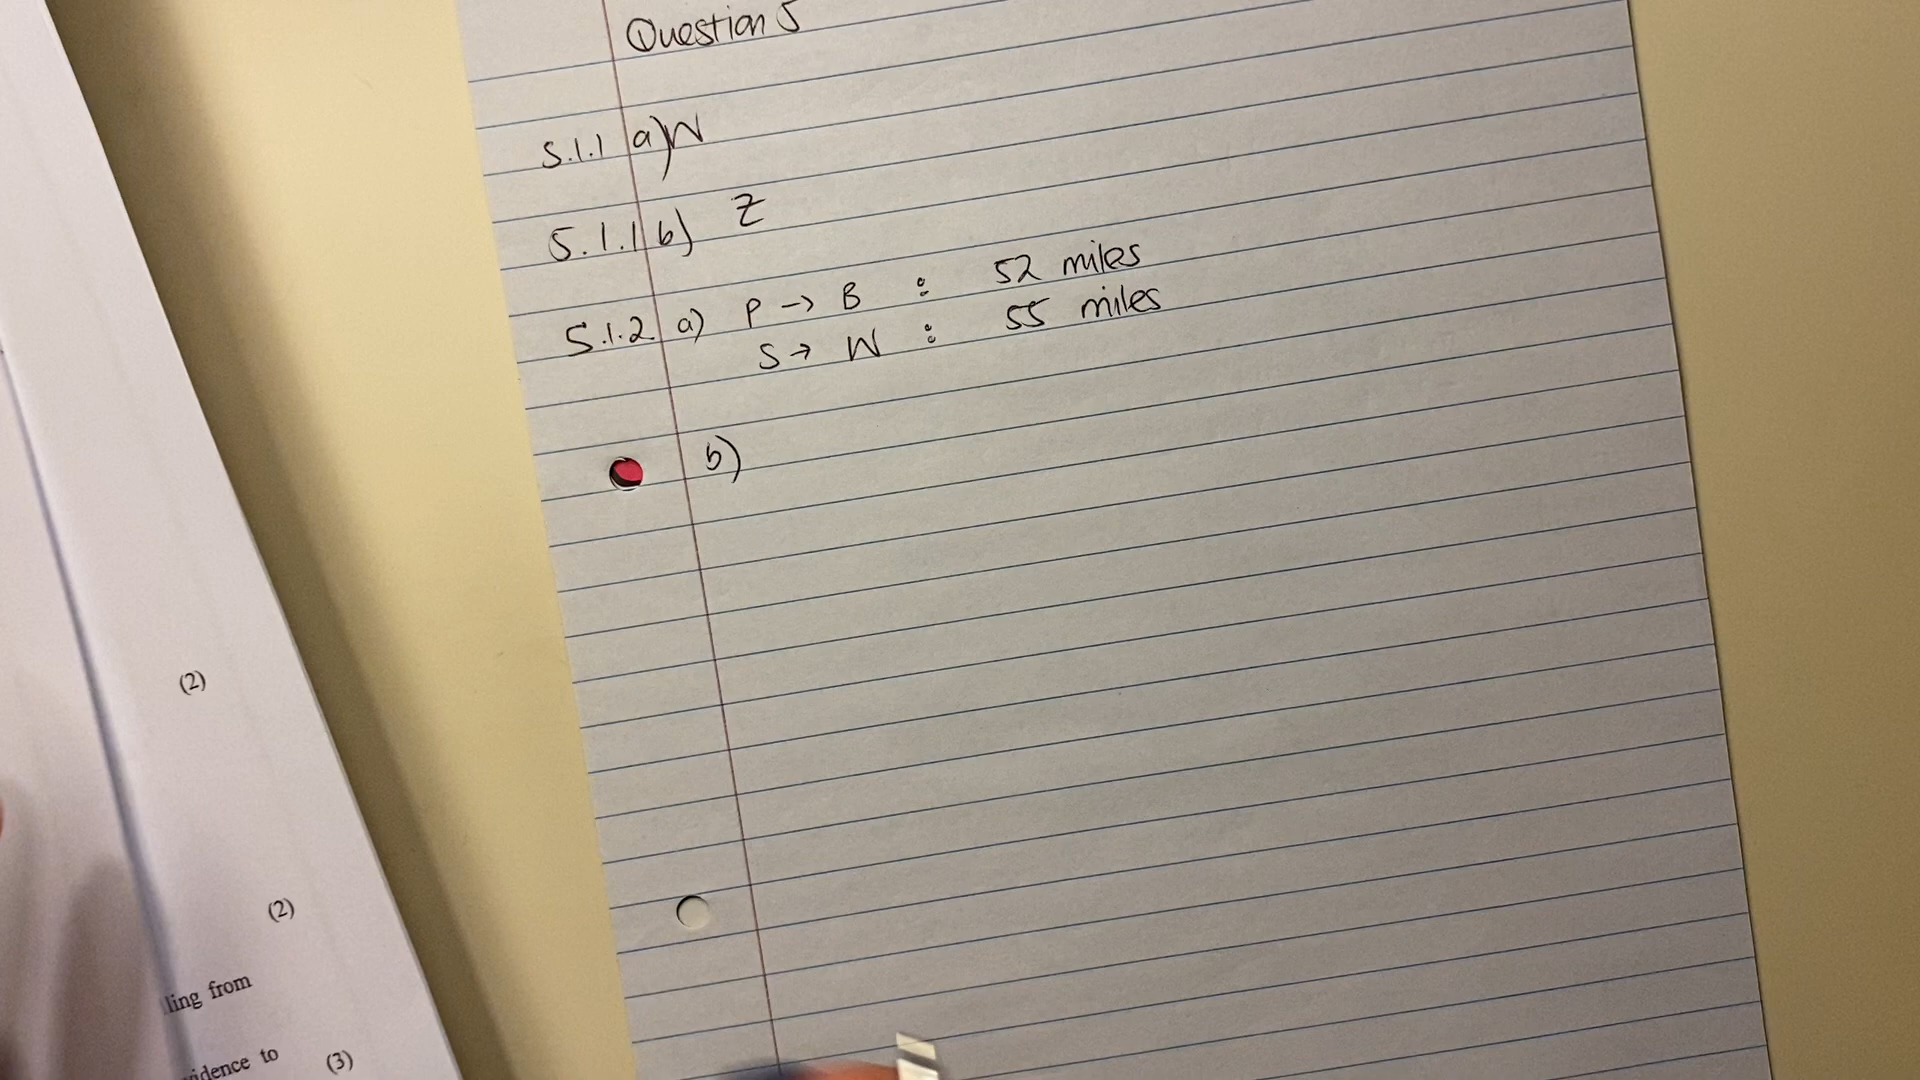 Question 5
5.1.1 a) W
5.1.1 b) Z
5.1.2 a) P → B : 52 miles
S → W : 55 miles
b)
(2)
(2)
ling from
idence to (3)